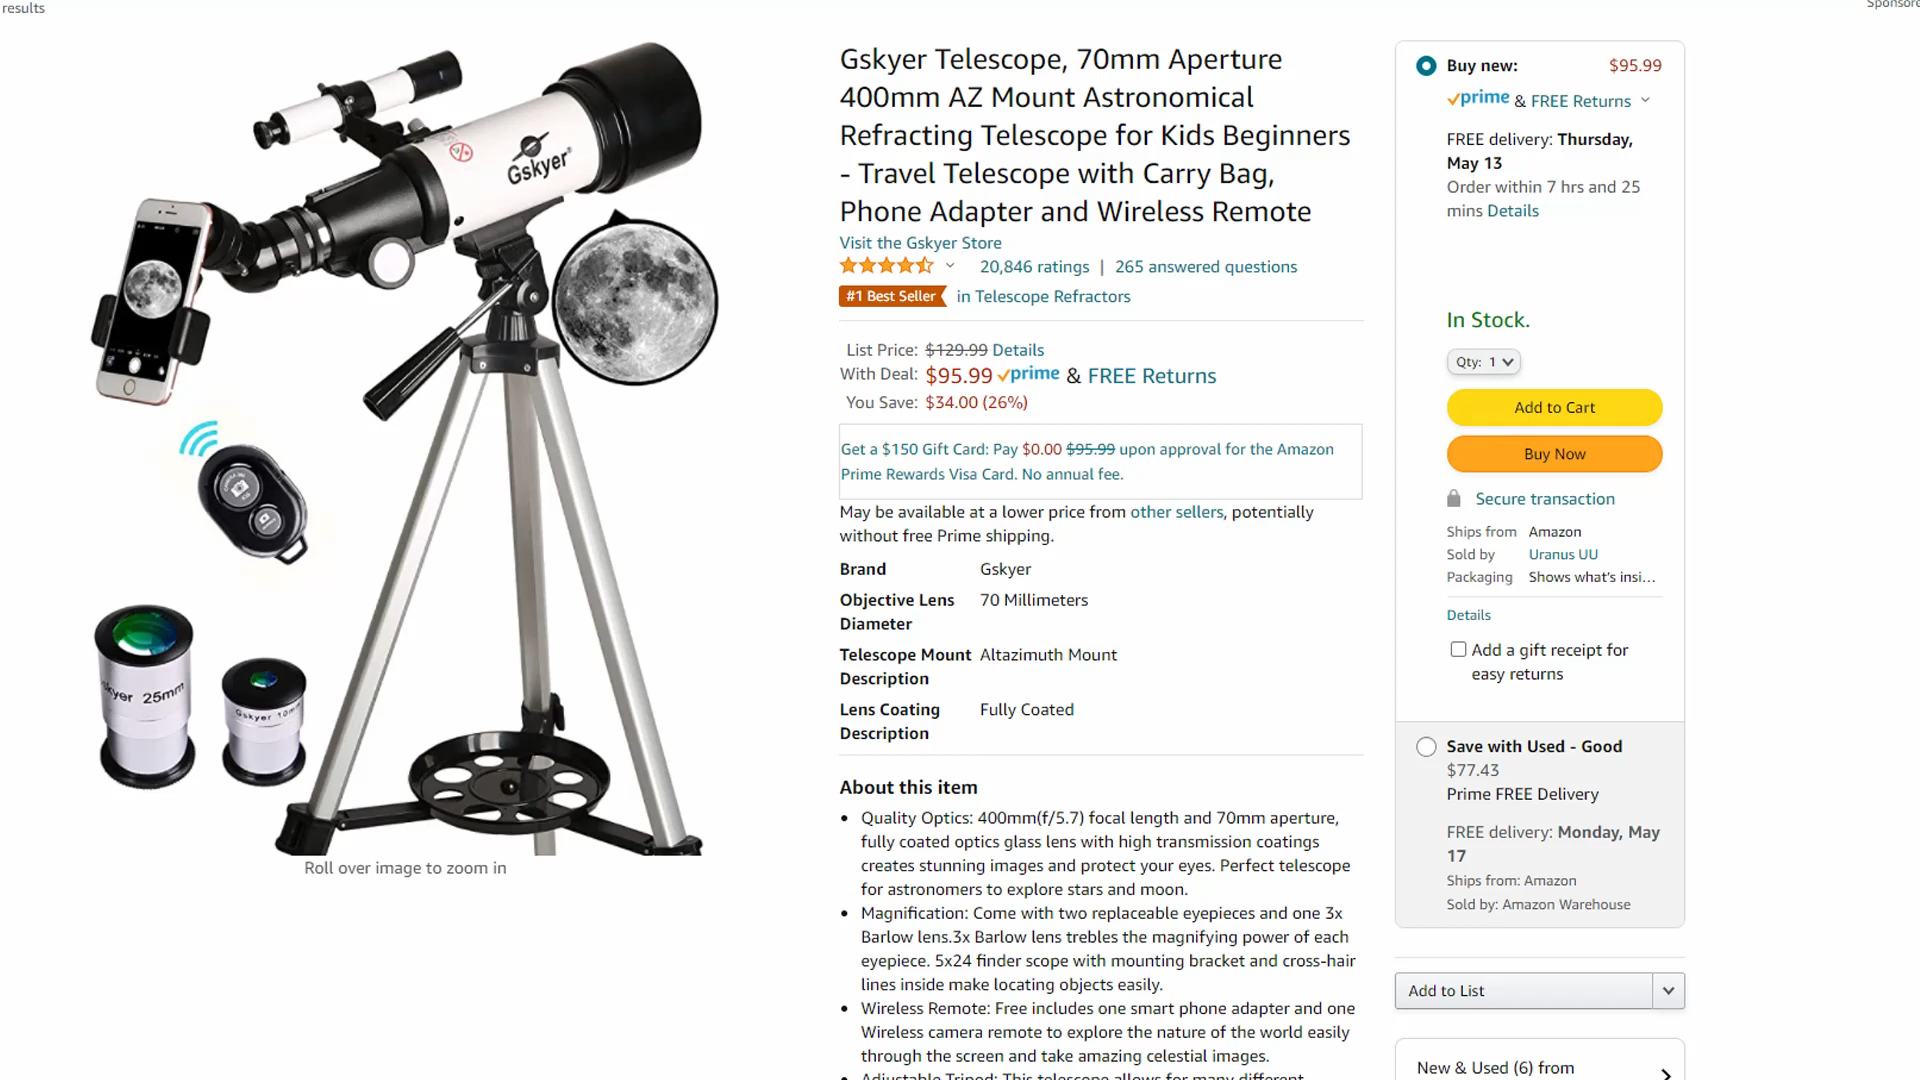 results
Sponsore
Gskyer
kyer 25mm
Gskyer 10mm
Roll over image to zoom in
Gskyer Telescope, 70mm Aperture
400mm AZ Mount Astronomical
Refracting Telescope for Kids Beginners
- Travel Telescope with Carry Bag,
Phone Adapter and Wireless Remote
Visit the Gskyer Store
20,846 ratings | 265 answered questions
#1 Best Seller in Telescope Refractors
List Price: $129.99 Details
With Deal: $95.99 prime & FREE Returns
You Save: $34.00 (26%)
Get a $150 Gift Card: Pay $0.00 $95.99 upon approval for the Amazon
Prime Rewards Visa Card. No annual fee.
May be available at a lower price from other sellers, potentially
without free Prime shipping.
Brand Gskyer
Objective Lens 70 Millimeters
Diameter
Telescope Mount Altazimuth Mount
Description
Lens Coating Fully Coated
Description
About this item
• Quality Optics: 400mm(f/5.7) focal length and 70mm aperture,
fully coated optics glass lens with high transmission coatings
creates stunning images and protect your eyes. Perfect telescope
for astronomers to explore stars and moon.
• Magnification: Come with two replaceable eyepieces and one 3x
Barlow lens.3x Barlow lens trebles the magnifying power of each
eyepiece. 5x24 finder scope with mounting bracket and cross-hair
lines inside make locating objects easily.
• Wireless Remote: Free includes one smart phone adapter and one
Wireless camera remote to explore the nature of the world easily
through the screen and take amazing celestial images.
• Adjustable Tripod: This telescope allows for many different
Buy new: $95.99
prime & FREE Returns
FREE delivery: Thursday,
May 13
Order within 7 hrs and 25
mins Details
In Stock.
Qty: 1
Add to Cart
Buy Now
Secure transaction
Ships from Amazon
Sold by Uranus UU
Packaging Shows what's insi...
Details
Add a gift receipt for
easy returns
Save with Used - Good
$77.43
Prime FREE Delivery
FREE delivery: Monday, May
17
Ships from: Amazon
Sold by: Amazon Warehouse
Add to List
New & Used (6) from